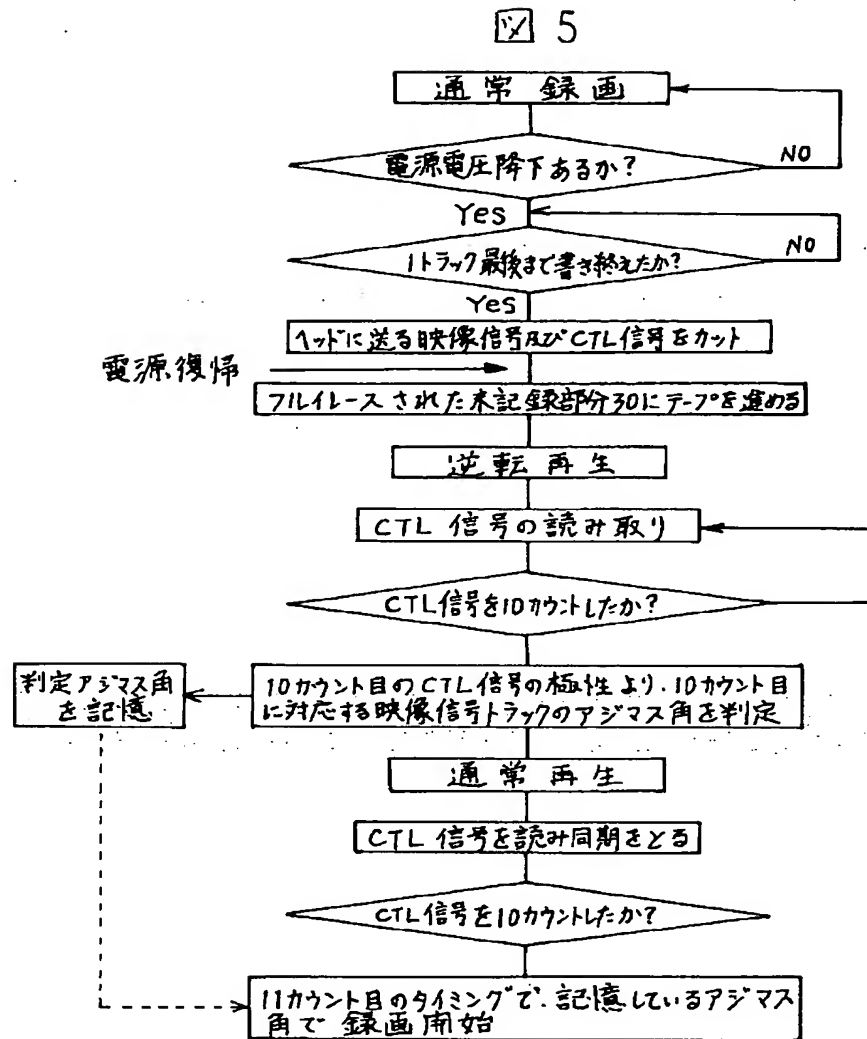 図 5
通常 録画
電源電圧降下あるか?
NO
Yes
1トラック最後まで書き終えたか?
NO
Yes
ヘッドに送る映像信号及びCTL信号をカット
電源復帰
フルイレースされた未記録部分30にテープを進める
逆転再生
CTL 信号の読み取り
CTL信号を10カウントしたか?
判定アジマス角
を記憶
10カウント目のCTL信号の極性より、10カウント目
に対応する映像信号トラックのアジマス角を判定
通常再生
CTL 信号を読み同期をとる
CTL信号を10カウントしたか?
11カウント目のタイミングで、記憶しているアジマス
角で 録画開始